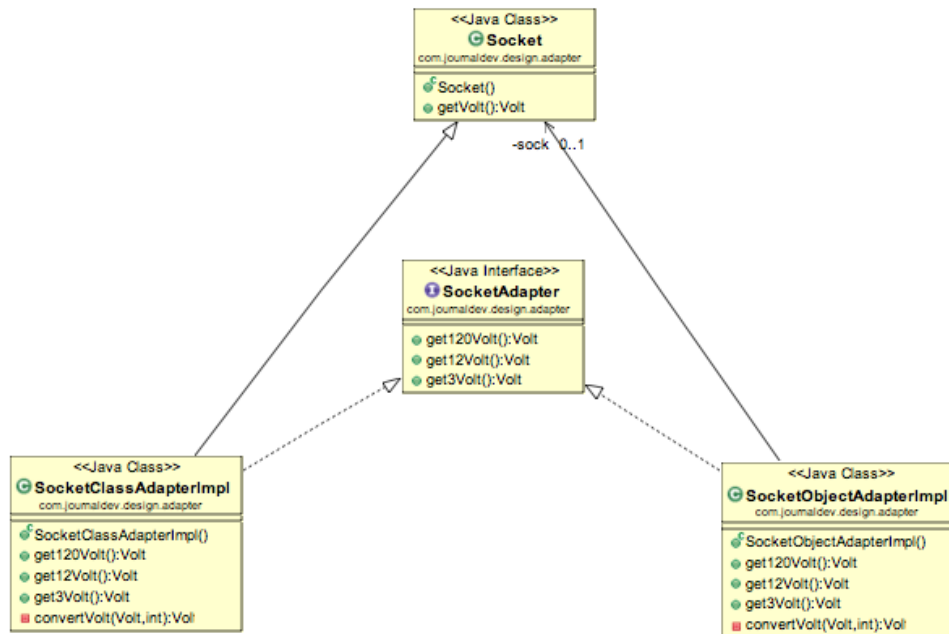 <<Java Class>>
Socket
com.journaldev.design.adapter
Socket()
getVolt():Volt
-sock 0..1
<<Java Interface>>
SocketAdapter
com.journaldev.design.adapter
get120Volt():Volt
get12Volt():Volt
get3Volt():Volt
<<Java Class>>
SocketClassAdapterImpl
com.journaldev.design.adapter
SocketClassAdapterImpl()
get120Volt():Volt
get12Volt():Volt
get3Volt():Volt
convertVolt(Volt,int):Vol
<<Java Class>>
SocketObjectAdapterImpl
com.journaldev.design.adapter
SocketObjectAdapterImpl()
get120Volt():Volt
get12Volt():Volt
get3Volt():Volt
convertVolt(Volt,int):Vol